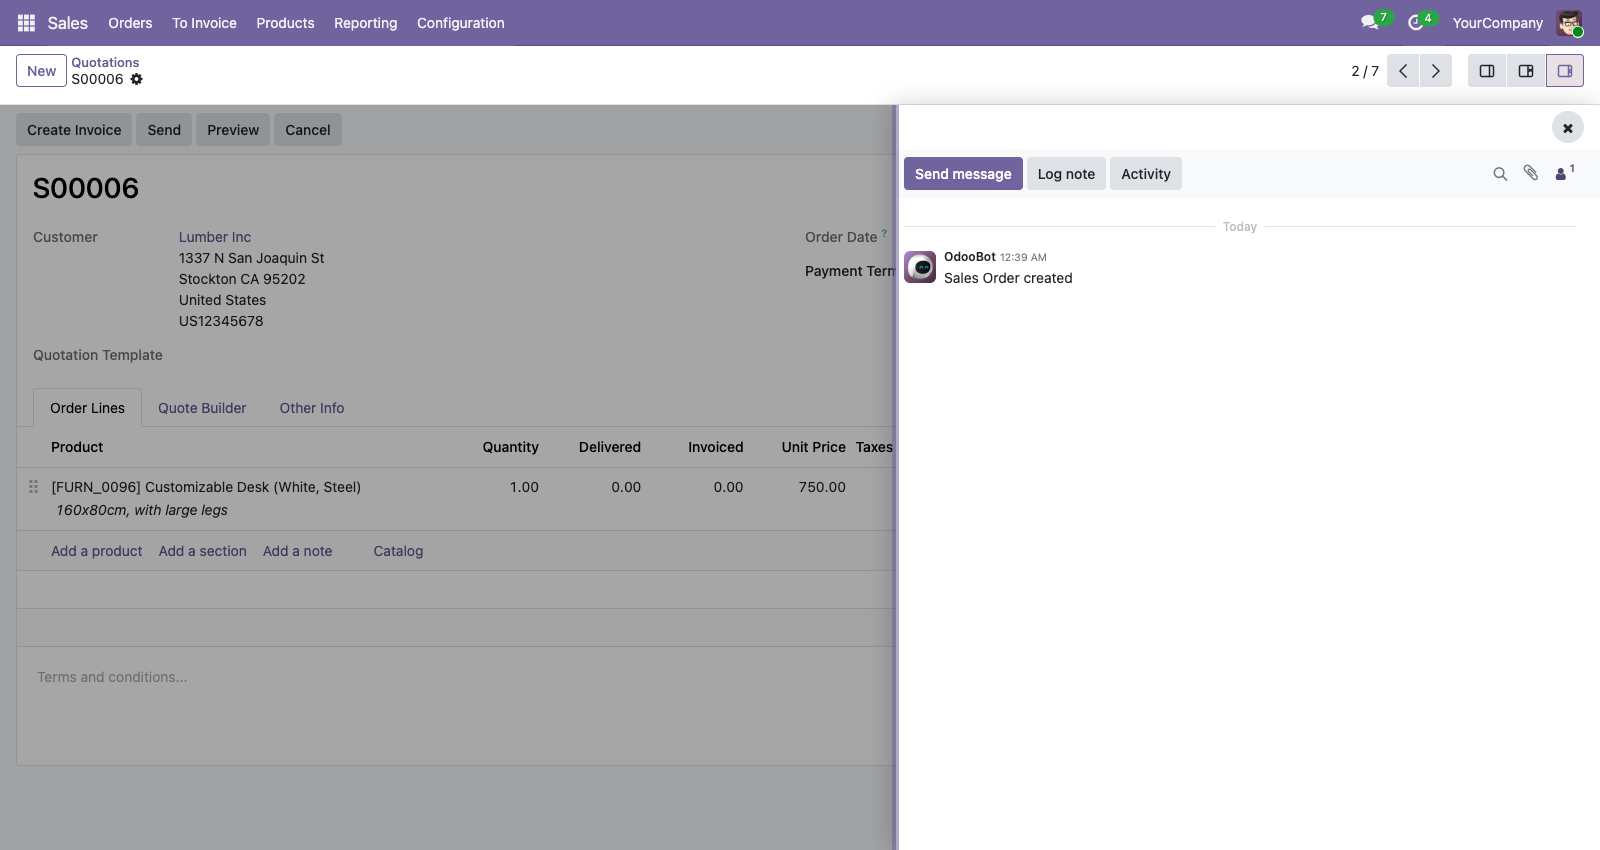 Sales Orders To Invoice Products Reporting Configuration 7 4 YourCompany
New Quotations
S00006 2 / 7
Create Invoice Send Preview Cancel
S00006
Customer Lumber Inc
1337 N San Joaquin St
Stockton CA 95202
United States
US12345678
Order Date ?
Payment Term
Quotation Template
Order Lines Quote Builder Other Info
Product Quantity Delivered Invoiced Unit Price Taxes
[FURN_0096] Customizable Desk (White, Steel) 1.00 0.00 0.00 750.00
160x80cm, with large legs
Add a product Add a section Add a note Catalog
Terms and conditions...
Send message Log note Activity 1
Today
OdooBot 12:39 AM
Sales Order created